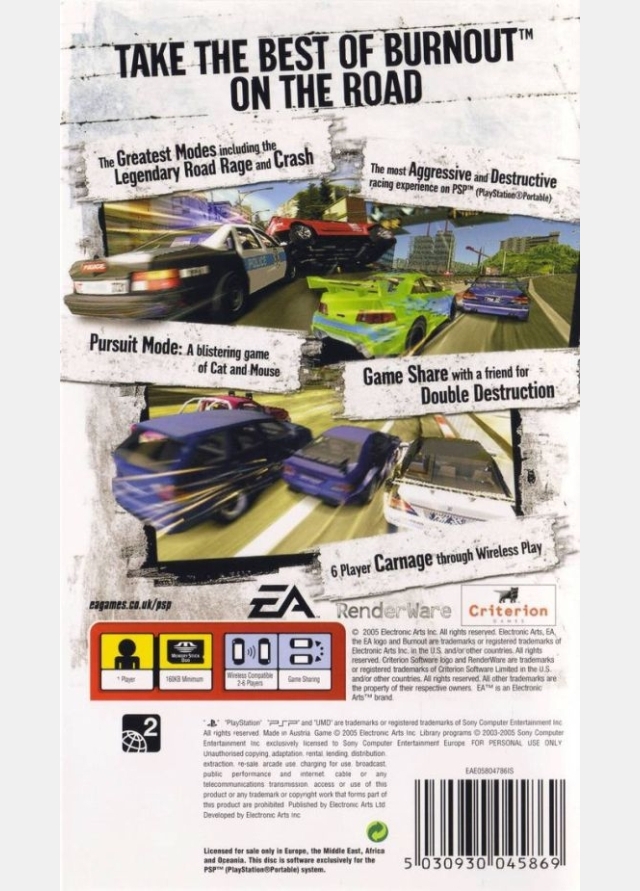 TAKE THE BEST OF BURNOUT™
ON THE ROAD
The Greatest Modes including the
Legendary Road Rage and Crash
The most Aggressive and Destructive
racing experience on PSP™ (PlayStation®Portable)
POLICE
POLICE
Pursuit Mode: A blistering game
of Cat and Mouse
Game Share with a friend for
Double Destruction
6 Player Carnage through Wireless Play
eagames.co.uk/psp
EA™
RenderWare
Criterion
GAMES
© 2005 Electronic Arts Inc. All rights reserved. Electronic Arts, EA,
the EA logo and Burnout are trademarks or registered trademarks of
Electronic Arts Inc. in the U.S. and/or other countries. All rights
reserved. Criterion Software logo and RenderWare are trademarks
or registered trademarks of Criterion Software Limited in the U.S.
and/or other countries. All rights reserved. All other trademarks are
the property of their respective owners. EA™ is an Electronic
Arts™ brand.
1 Player
MEMORY STICK
DUO
160KB Minimum
Wireless Compatible
2-6 Players
Game Sharing
2
"PlayStation" "PSP" and "UMD" are trademarks or registered trademarks of Sony Computer Entertainment Inc.
All rights reserved. Made in Austria. Game © 2005 Electronic Arts Inc. Library programs © 2003-2005 Sony Computer
Entertainment Inc. exclusively licensed to Sony Computer Entertainment Europe. FOR PERSONAL USE ONLY
Unauthorised copying, adaptation, rental, lending, distribution,
extraction, re-sale, arcade use, charging for use, broadcast,
public performance and internet, cable or any
telecommunications transmission, access or use of this
product or any trademark or copyright work that forms part of
this product are prohibited. Published by Electronic Arts Ltd.
Developed by Electronic Arts Inc.
EAE05804786IS
Licensed for sale only in Europe, the Middle East, Africa
and Oceania. This disc is software exclusively for the
PSP™ (PlayStation®Portable) system.
5 030930 045869